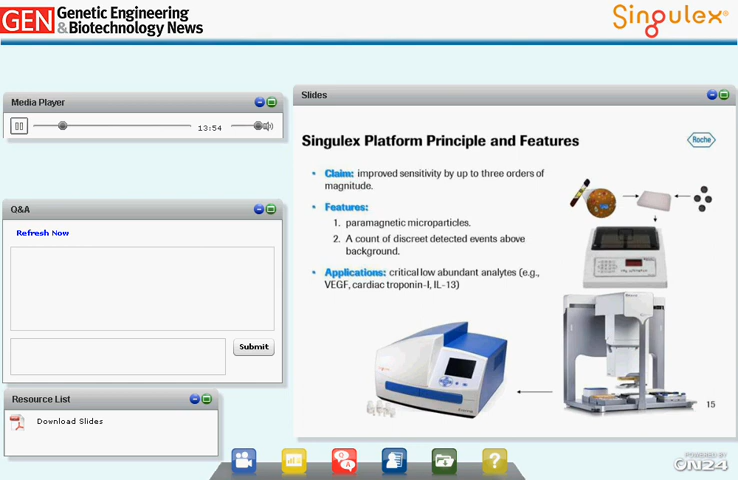 GEN Genetic Engineering
& Biotechnology News
Singulex®
Media Player
13:54
Slides
Singulex Platform Principle and Features
Roche
• Claim: improved sensitivity by up to three orders of
magnitude.
• Features:
1. paramagnetic microparticles.
2. A count of discreet detected events above
background.
• Applications: critical low abundant analytes (e.g.,
VEGF, cardiac troponin-I, IL-13)
15
Q&A
Refresh Now
Submit
Resource List
Download Slides
Q
A
?
POWERED BY
ON24